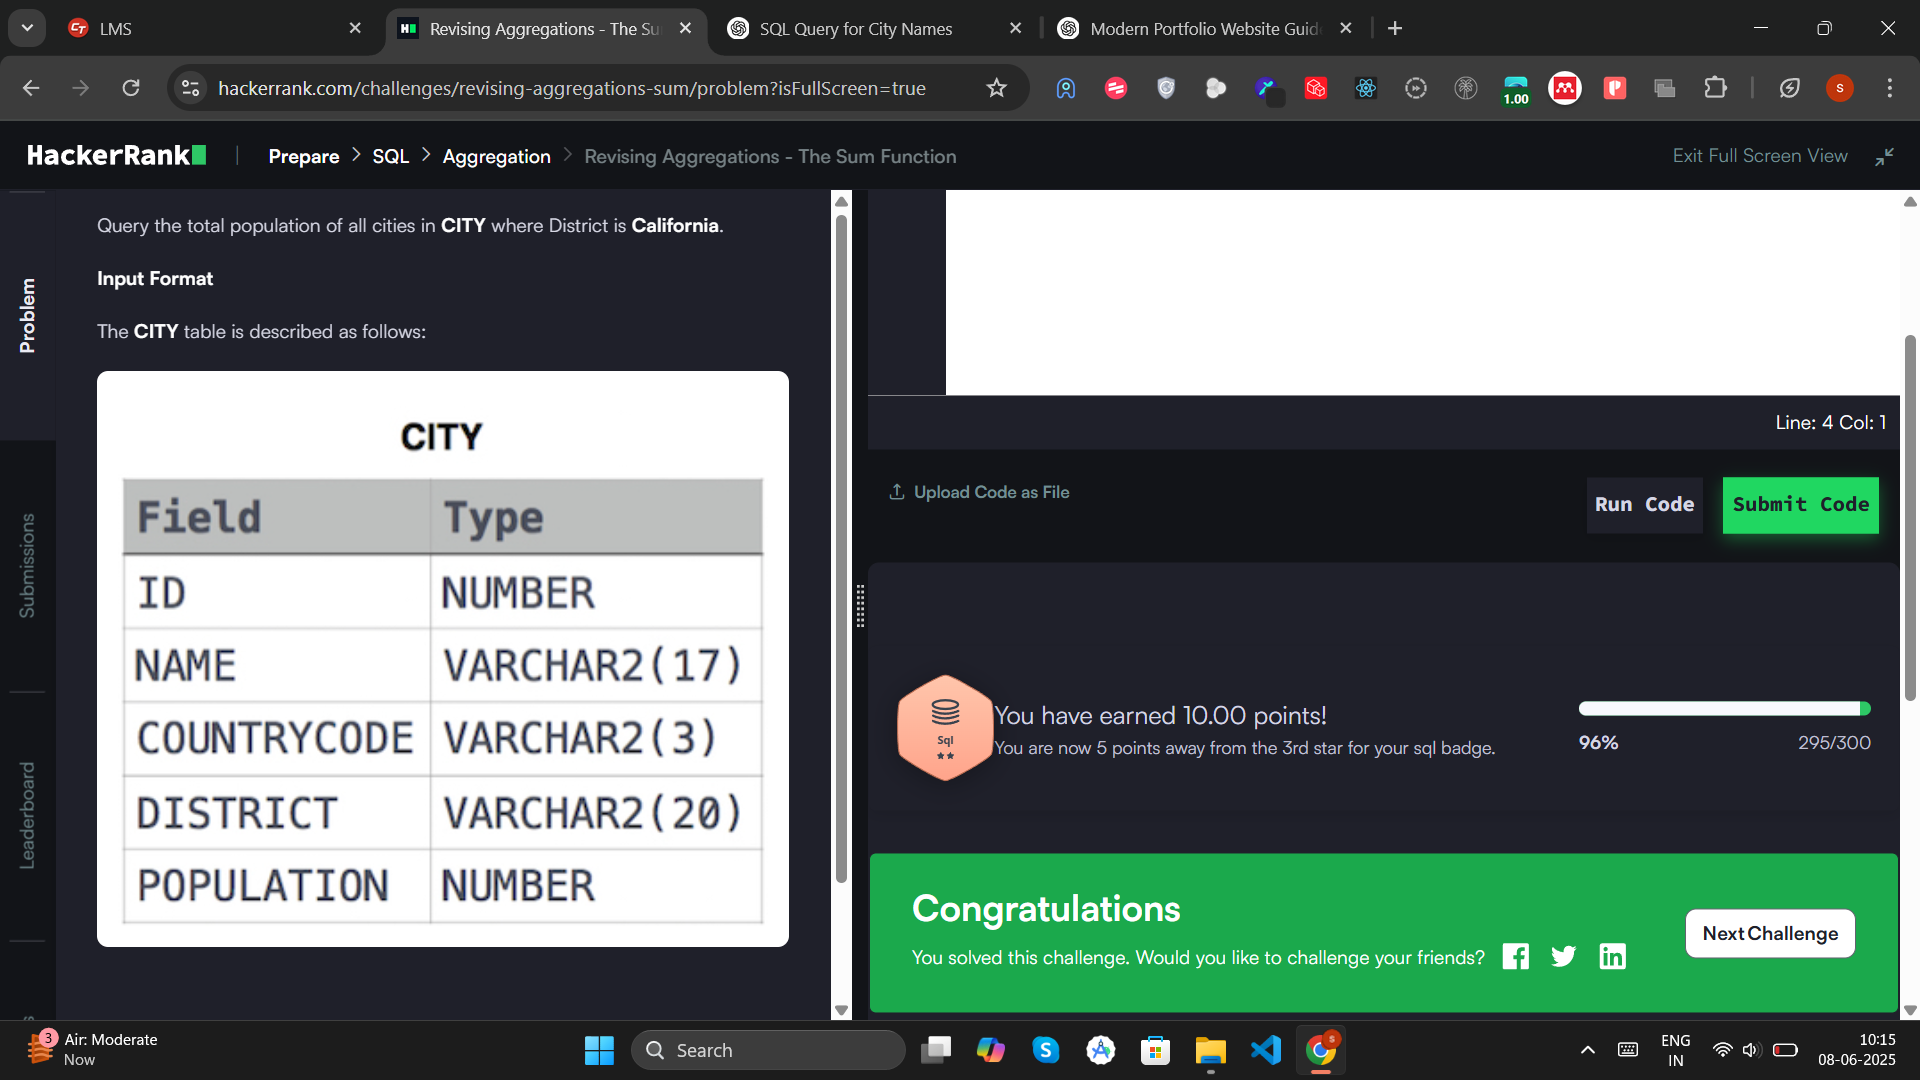 LMS
Revising Aggregations - The Su
SQL Query for City Names
Modern Portfolio Website Guid
hackerrank.com/challenges/revising-aggregations-sum/problem?isFullScreen=true
1.00
S
HackerRank
Prepare > SQL > Aggregation > Revising Aggregations - The Sum Function
Exit Full Screen View
Problem
Submissions
Leaderboard
Query the total population of all cities in CITY where District is California.
Input Format
The CITY table is described as follows:
CITY
Field Type
ID NUMBER
NAME VARCHAR2(17)
COUNTRYCODE VARCHAR2(3)
DISTRICT VARCHAR2(20)
POPULATION NUMBER
Line: 4 Col: 1
Upload Code as File
Run Code
Submit Code
Sql
You have earned 10.00 points!
You are now 5 points away from the 3rd star for your sql badge.
96%
295/300
Congratulations
You solved this challenge. Would you like to challenge your friends?
Next Challenge
3
Air: Moderate
Now
Search
ENG
IN
10:15
08-06-2025